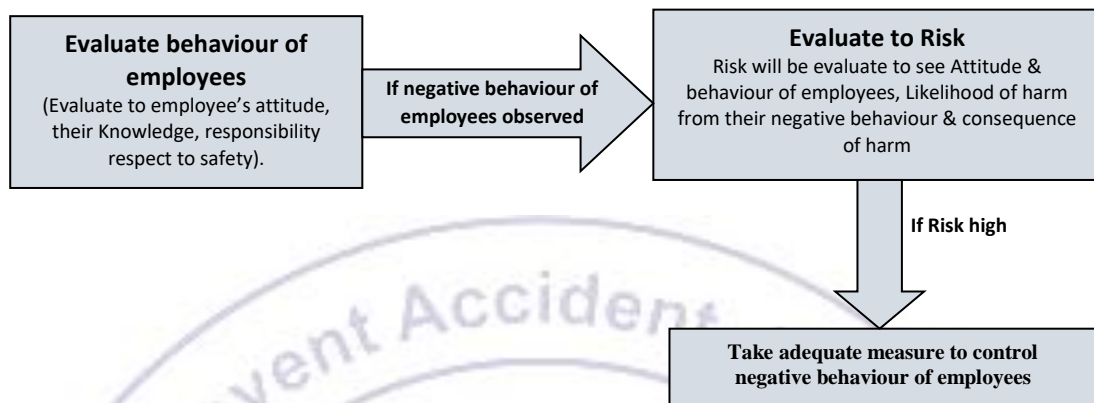 Evaluate behaviour of
employees
(Evaluate to employee's attitude,
their Knowledge, responsibility
respect to safety).
If negative behaviour of
employees observed
Evaluate to Risk
Risk will be evaluate to see Attitude &
behaviour of employees, Likelihood of harm
from their negative behaviour & consequence
of harm
If Risk high
Take adequate measure to control
negative behaviour of employees
vent Accident